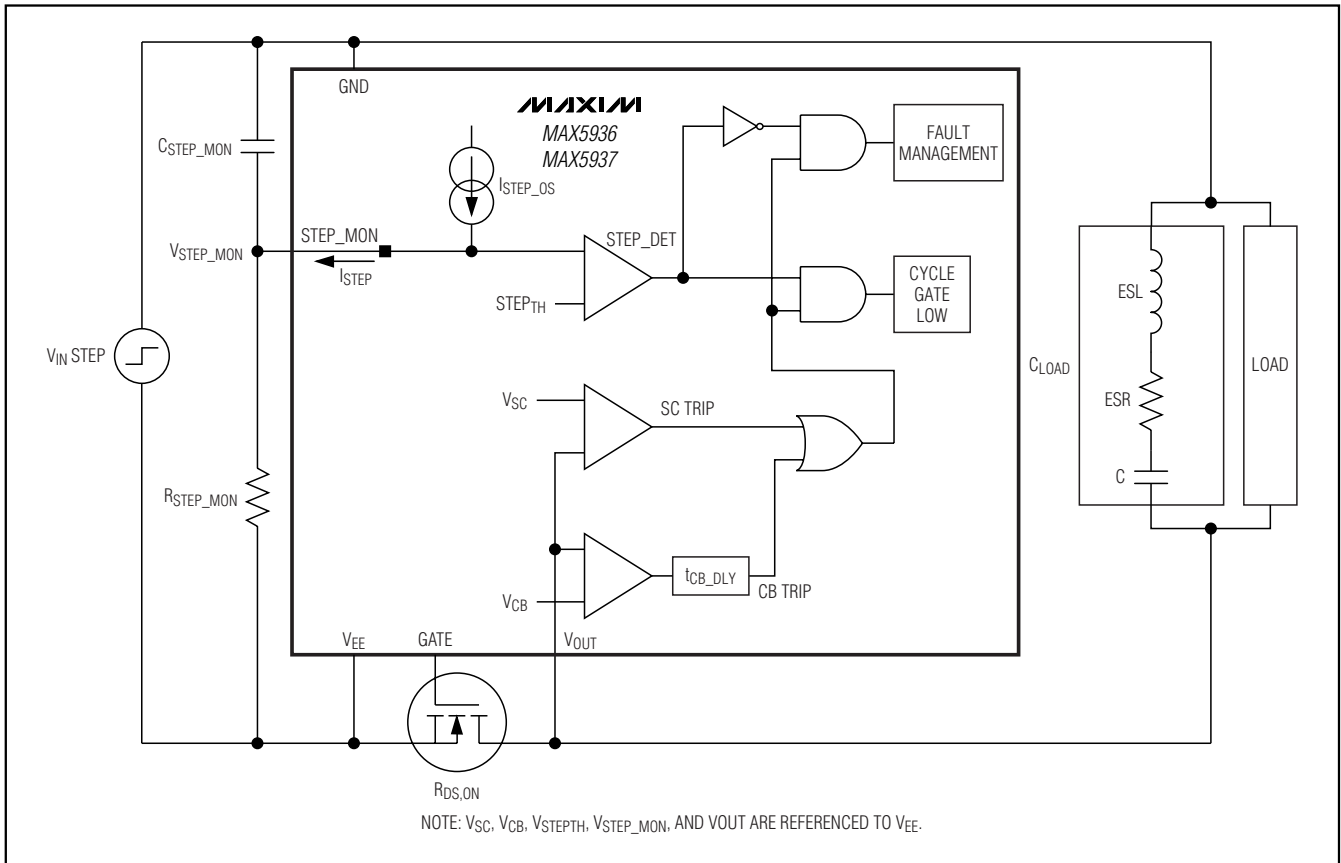 GND
MAXIM
MAX5936
MAX5937
CSTEP_MON
ISTEP_OS
FAULT
MANAGEMENT
STEP_MON
VSTEP_MON
ISTEP
STEP_DET
STEPTH
CYCLE
GATE
LOW
VIN STEP
ESL
CLOAD
LOAD
ESR
C
VSC
SC TRIP
RSTEP_MON
tCB_DLY
CB TRIP
VCB
VEE
GATE
VOUT
RDS,ON
NOTE: VSC, VCB, VSTEPTH, VSTEP_MON, AND VOUT ARE REFERENCED TO VEE.